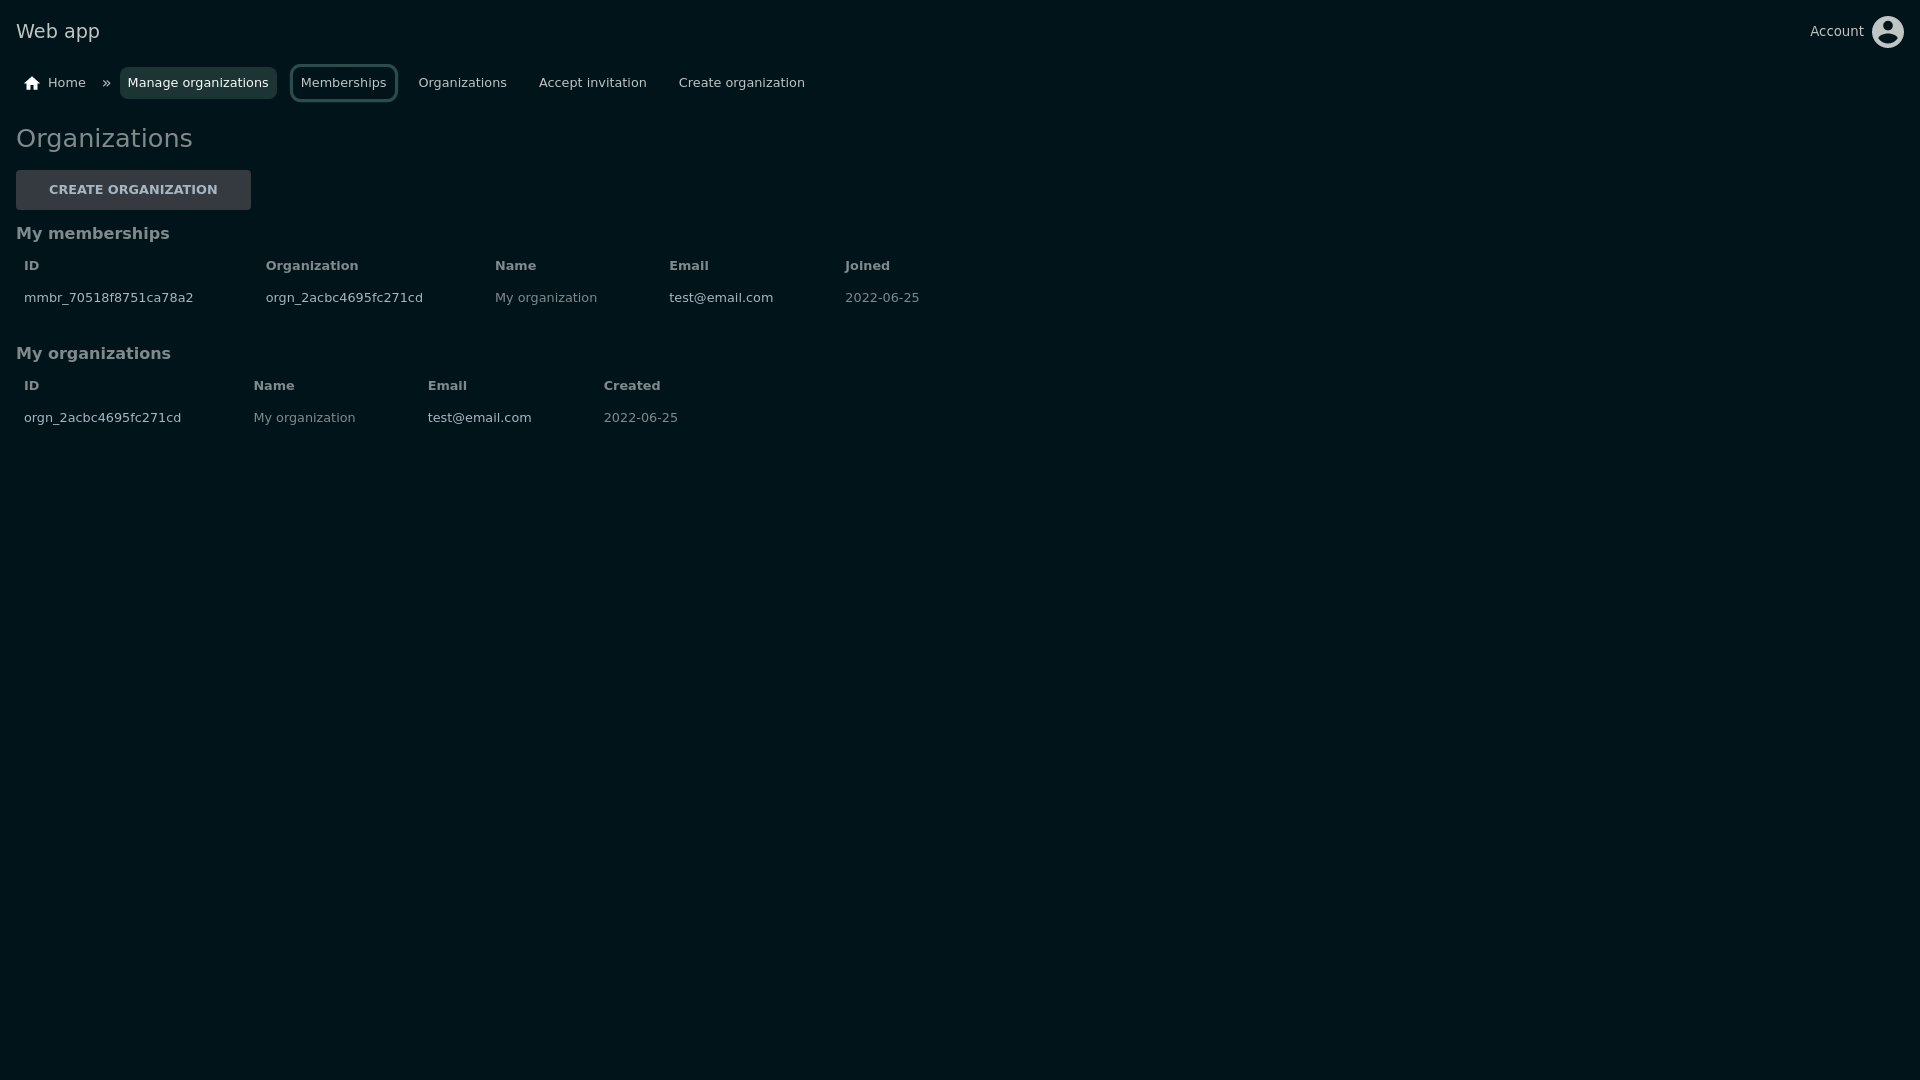 Web app
Account
Home » Manage organizations Memberships Organizations Accept invitation Create organization
Organizations
CREATE ORGANIZATION
My memberships
ID Organization Name Email Joined
mmbr_70518f8751ca78a2 orgn_2acbc4695fc271cd My organization test@email.com 2022-06-25
My organizations
ID Name Email Created
orgn_2acbc4695fc271cd My organization test@email.com 2022-06-25